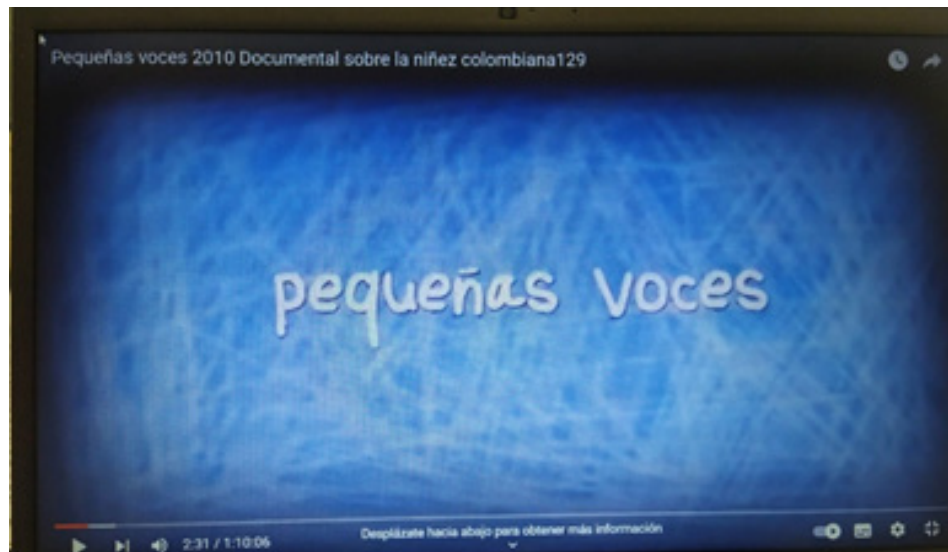 Pequeñas voces 2010 Documental sobre la niñez colombiana129
pequeñas voces
2:31 / 1:10:06
Desplázate hacia abajo para obtener más información